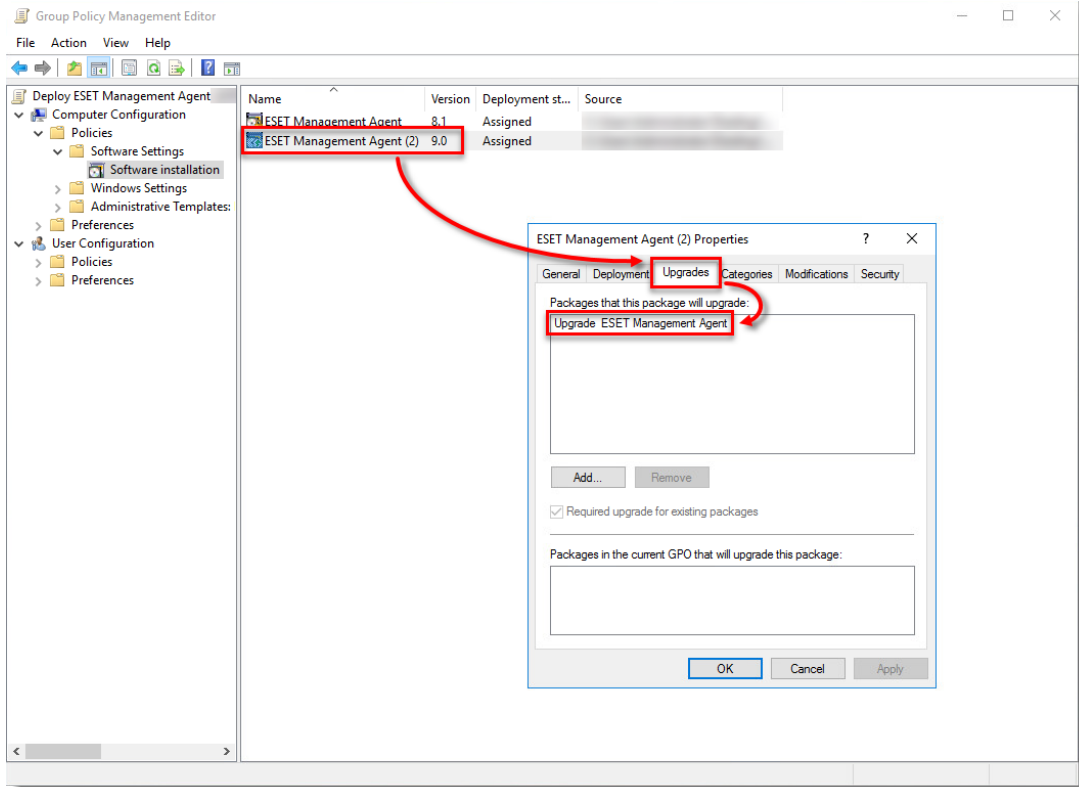 Group Policy Management Editor
File Action View Help
Deploy ESET Management Agent
Computer Configuration
Policies
Software Settings
Software installation
Windows Settings
Administrative Templates:
Preferences
User Configuration
Policies
Preferences
Name Version Deployment st... Source
ESET Management Agent 8.1 Assigned
ESET Management Agent (2) 9.0 Assigned
ESET Management Agent (2) Properties ?
General Deployment Upgrades Categories Modifications Security
Packages that this package will upgrade:
Upgrade ESET Management Agent
Add... Remove
Required upgrade for existing packages
Packages in the current GPO that will upgrade this package:
OK Cancel Apply